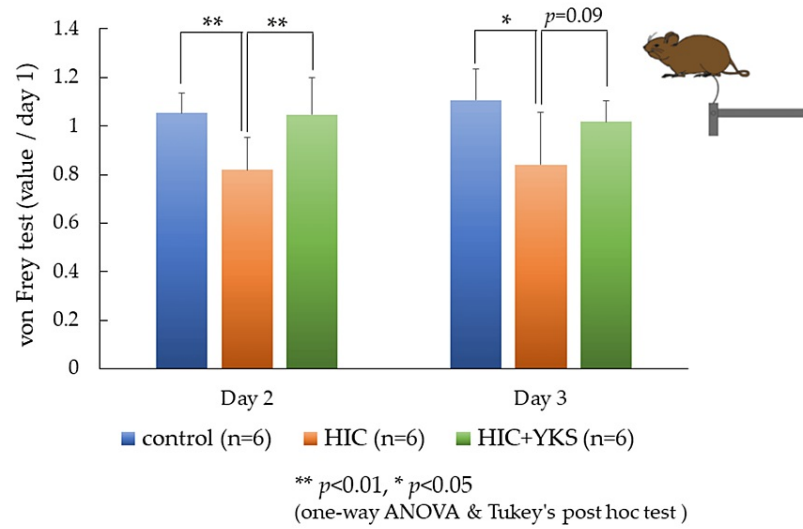 ** ** * p=0.09
von Frey test (value / day 1)
1.4
1.2
1
0.8
0.6
0.4
0.2
0
Day 2 Day 3
control (n=6) HIC (n=6) HIC+YKS (n=6)
** p<0.01, * p<0.05
(one-way ANOVA & Tukey's post hoc test )